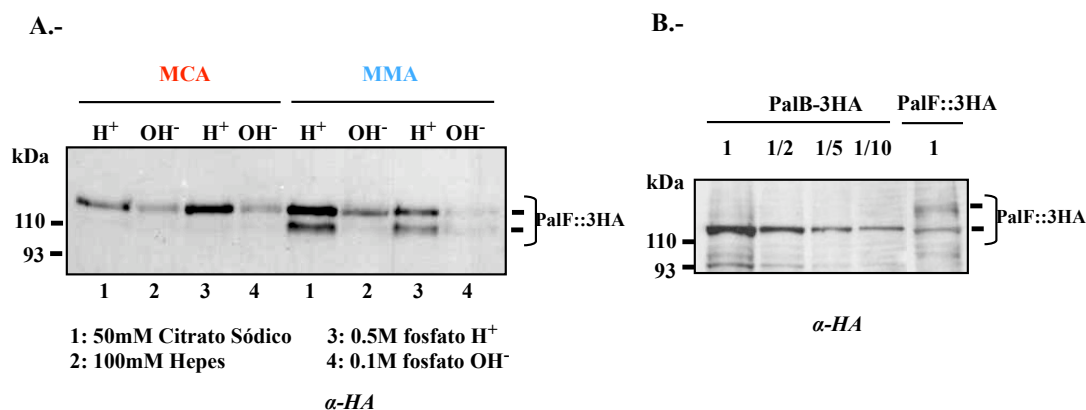 A.-
MCA MMA
H⁺ OH⁻ H⁺ OH⁻ H⁺ OH⁻ H⁺ OH⁻
kDa
110
93
PalF::3HA
1 2 3 4 1 2 3 4
1: 50mM Citrato Sódico 3: 0.5M fosfato H⁺
2: 100mM Hepes 4: 0.1M fosfato OH⁻
α-HA
B.-
PalB-3HA PalF::3HA
1 1/2 1/5 1/10 1
kDa
110
93
PalF::3HA
α-HA